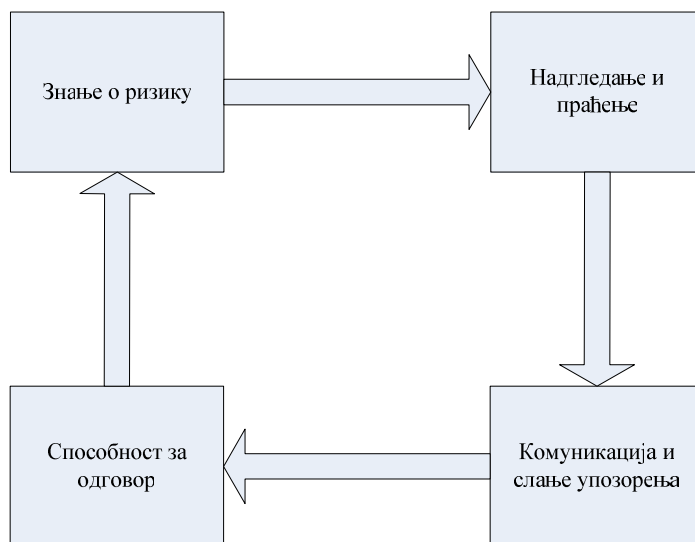 Знање о ризику
Надгледање и
праћење
Способност за
одговор
Комуникација и
слање упозорења